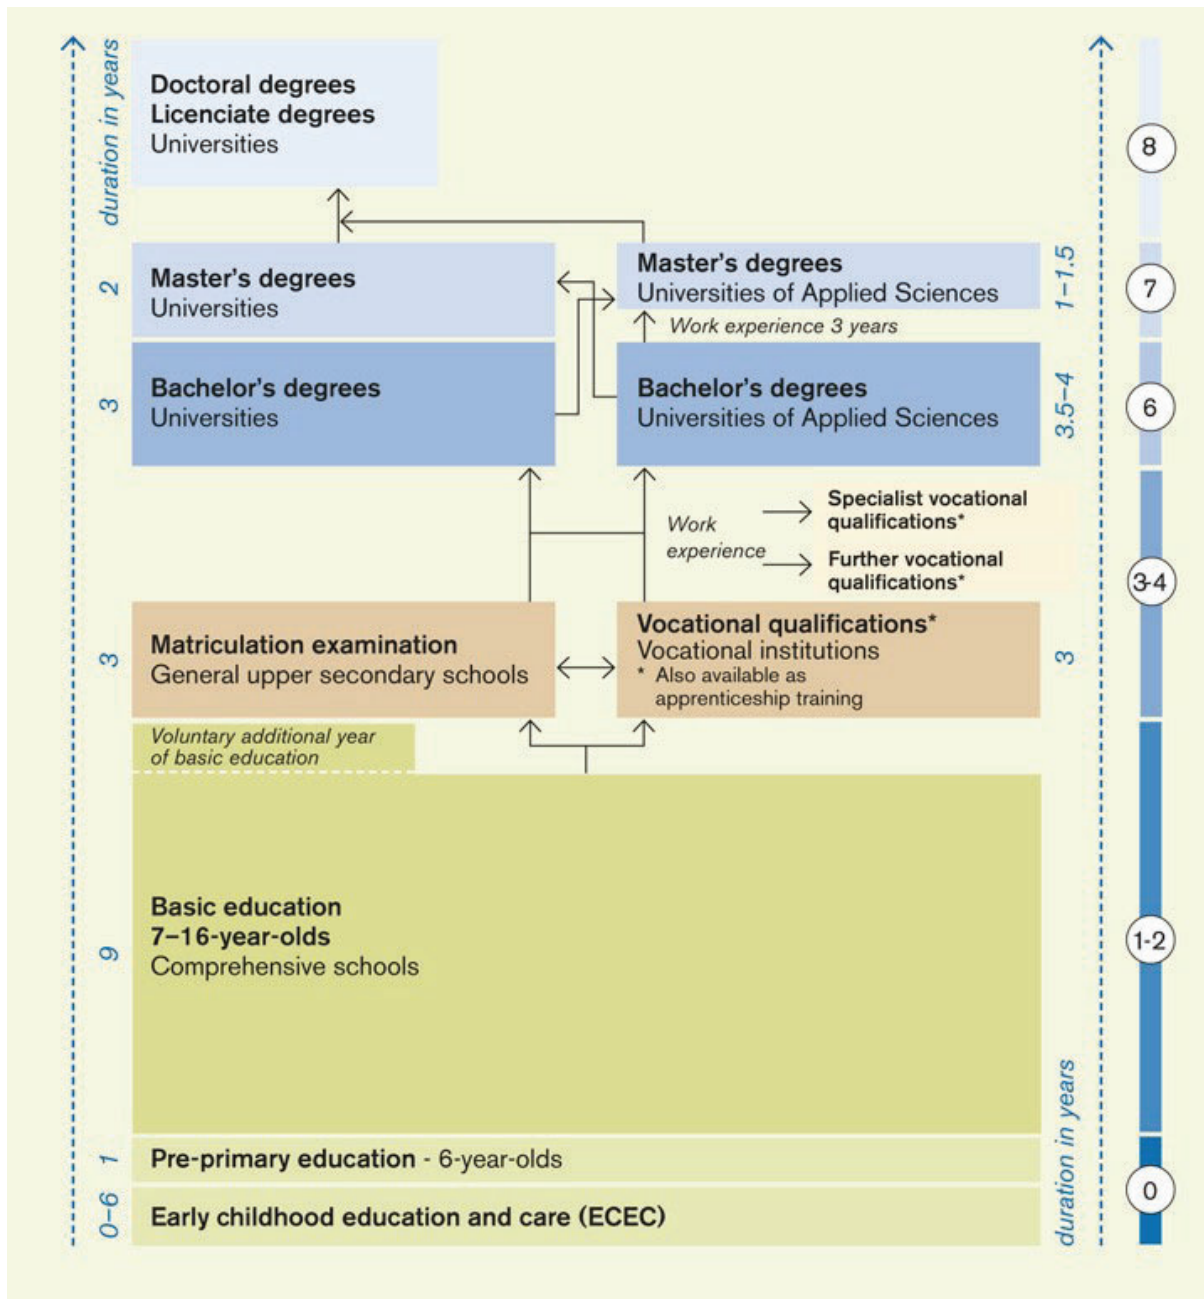 duration in years
Doctoral degrees
Licenciate degrees
Universities
8
2
Master's degrees
Universities
Master's degrees
Universities of Applied Sciences
1–1.5
7
Work experience 3 years
3
Bachelor's degrees
Universities
Bachelor's degrees
Universities of Applied Sciences
3.5–4
6
Work
experience
Specialist vocational
qualifications*
Further vocational
qualifications*
3-4
3
Matriculation examination
General upper secondary schools
Vocational qualifications*
Vocational institutions
* Also available as
apprenticeship training
3
Voluntary additional year
of basic education
9
Basic education
7–16-year-olds
Comprehensive schools
1-2
1
Pre-primary education - 6-year-olds
0–6
Early childhood education and care (ECEC)
duration in years
0